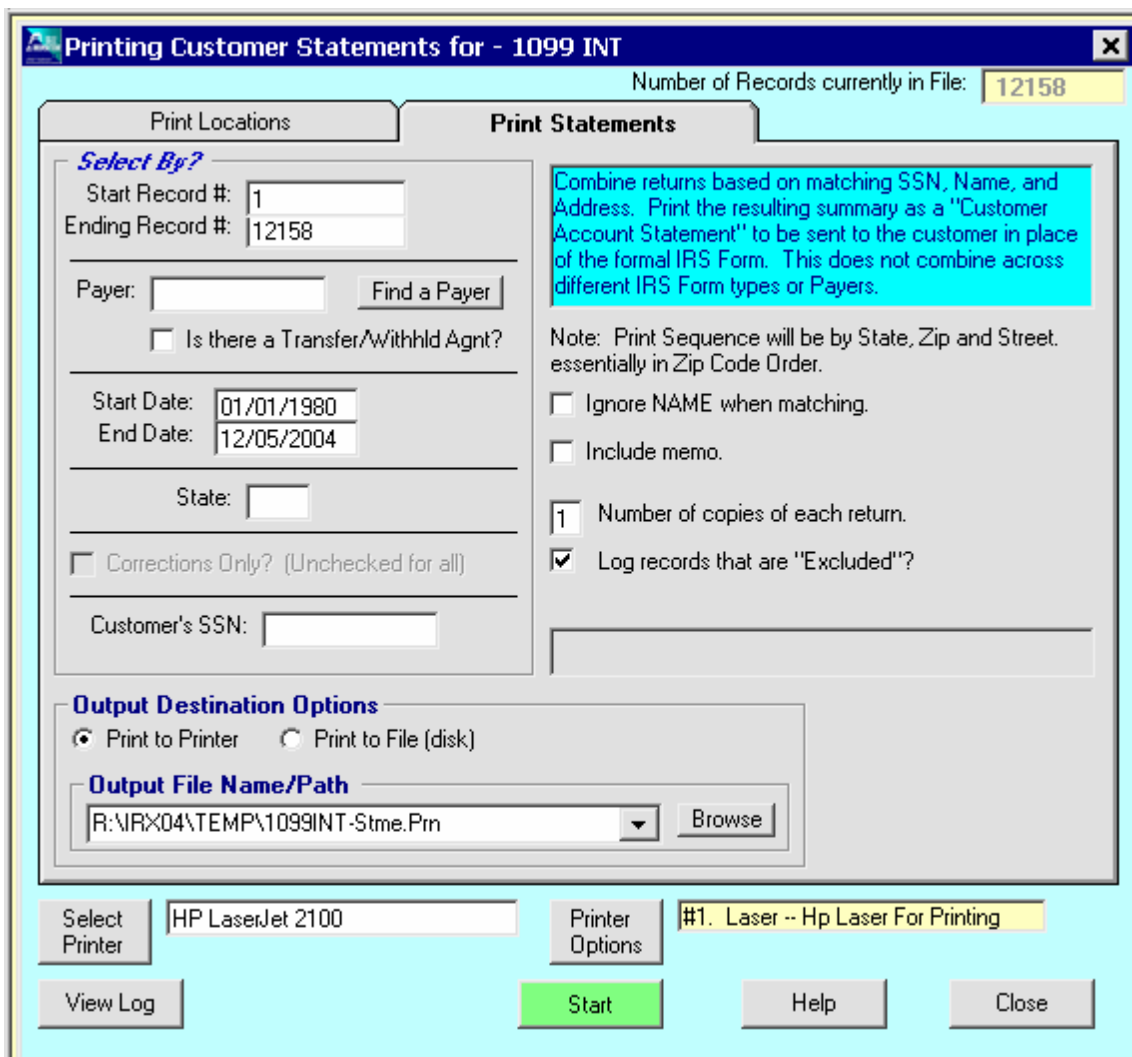 Printing Customer Statements for - 1099 INT
Number of Records currently in File: 12158
Print Locations
Print Statements
Select By?
Start Record #: 1
Ending Record #: 12158
Payer:
Find a Payer
Is there a Transfer/Withhld Agnt?
Start Date: 01/01/1980
End Date: 12/05/2004
State:
Corrections Only? (Unchecked for all)
Customer's SSN:
Combine returns based on matching SSN, Name, and
Address. Print the resulting summary as a "Customer
Account Statement" to be sent to the customer in place
of the formal IRS Form. This does not combine across
different IRS Form types or Payers.
Note: Print Sequence will be by State, Zip and Street.
essentially in Zip Code Order.
Ignore NAME when matching.
Include memo.
1 Number of copies of each return.
Log records that are "Excluded"?
Output Destination Options
Print to Printer
Print to File (disk)
Output File Name/Path
R:\IRX04\TEMP\1099INT-Stme.Prn
Browse
Select
Printer
HP LaserJet 2100
Printer
Options
#1. Laser -- Hp Laser For Printing
View Log
Start
Help
Close